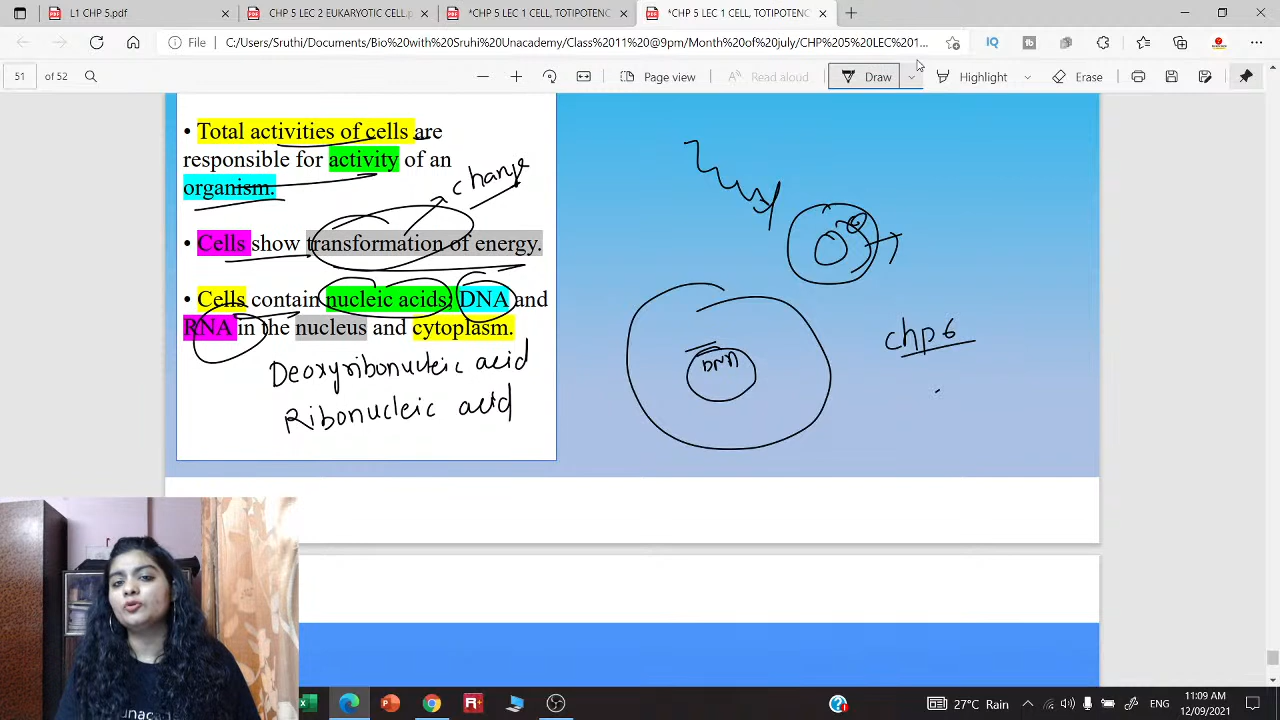 L1 CHP 5.pdf
CHP 5 LEC 2 EUKARYOTIC CELL.p
*CHP 5 LEC 1 CELL, TOTIPOTENC
*CHP 5 LEC 1 CELL, TOTIPOTENC
File
C:/Users/Sruthi/Documents/Bio%20with%20Sruhi%20Unacademy/Class%2011%20@9pm/Month%20of%20july/CHP%205%20LEC%201...
51 of 52
Page view
Read aloud
Draw
Highlight
Erase
• Total activities of cells are
responsible for activity of an
organism.
change
• Cells show transformation of energy.
• Cells contain nucleic acids; DNA and
RNA in the nucleus and cytoplasm.
Deoxyribonucleic acid
Ribonucleic acid
DNA
chp 6
27°C Rain
ENG
11:09 AM
12/09/2021